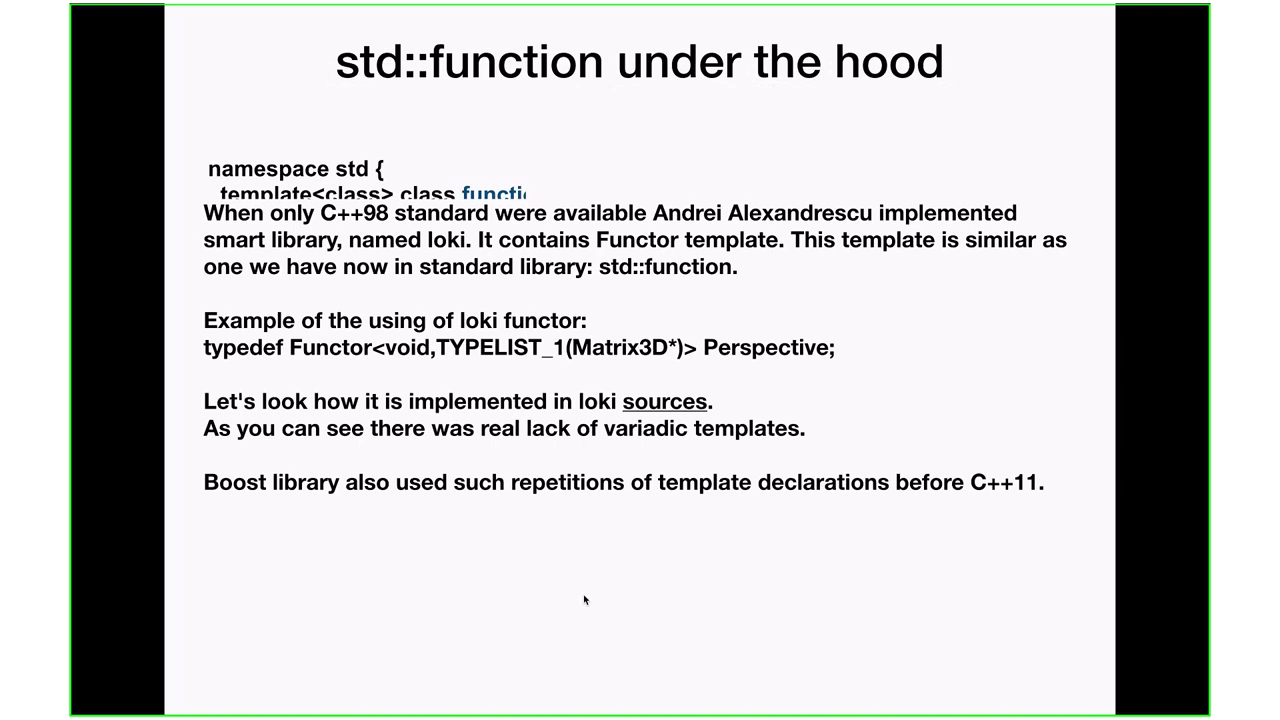 std::function under the hood
namespace std {
template<class> class
When only C++98 standard were available Andrei Alexandrescu implemented
smart library, named loki. It contains Functor template. This template is similar as
one we have now in standard library: std::function.
Example of the using of loki functor:
typedef Functor<void,TYPELIST_1(Matrix3D*)> Perspective;
Let's look how it is implemented in loki sources.
As you can see there was real lack of variadic templates.
Boost library also used such repetitions of template declarations before C++11.